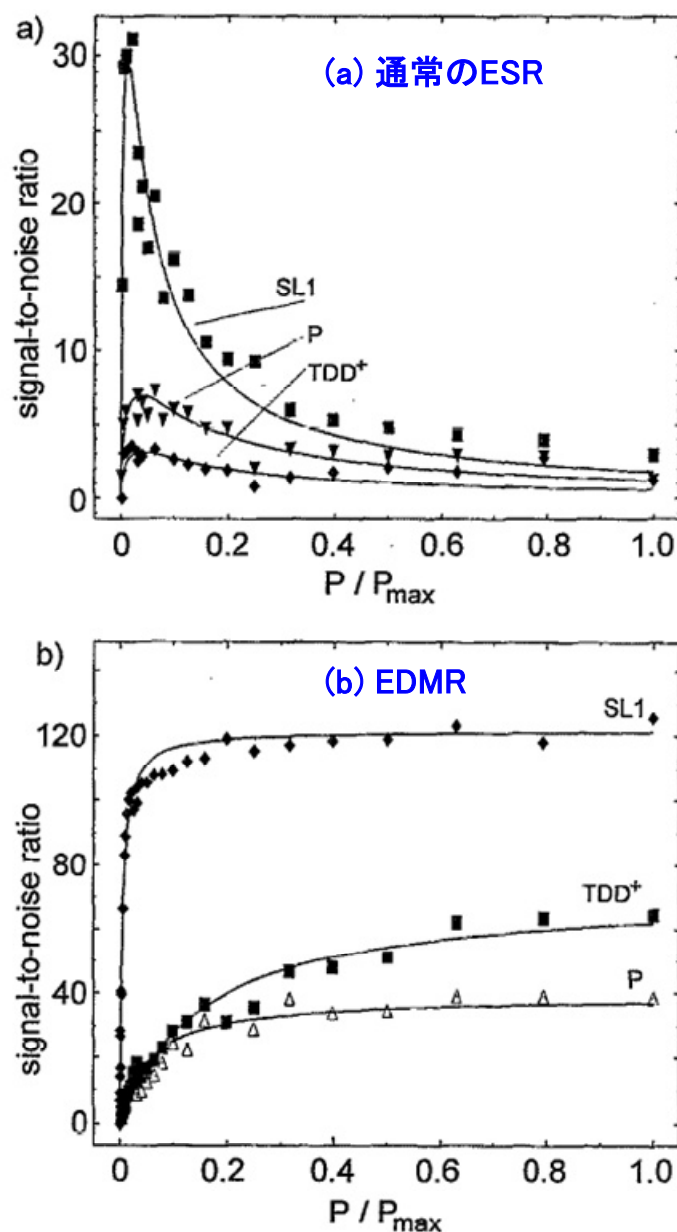 a)
(a) 通常のESR
30
20
10
0
signal-to-noise ratio
SL1
P
TDD+
0 0.2 0.4 0.6 0.8 1.0
P / Pmax
b)
(b) EDMR
SL1
120
80
40
0
signal-to-noise ratio
TDD+
P
0 0.2 0.4 0.6 0.8 1.0
P / Pmax